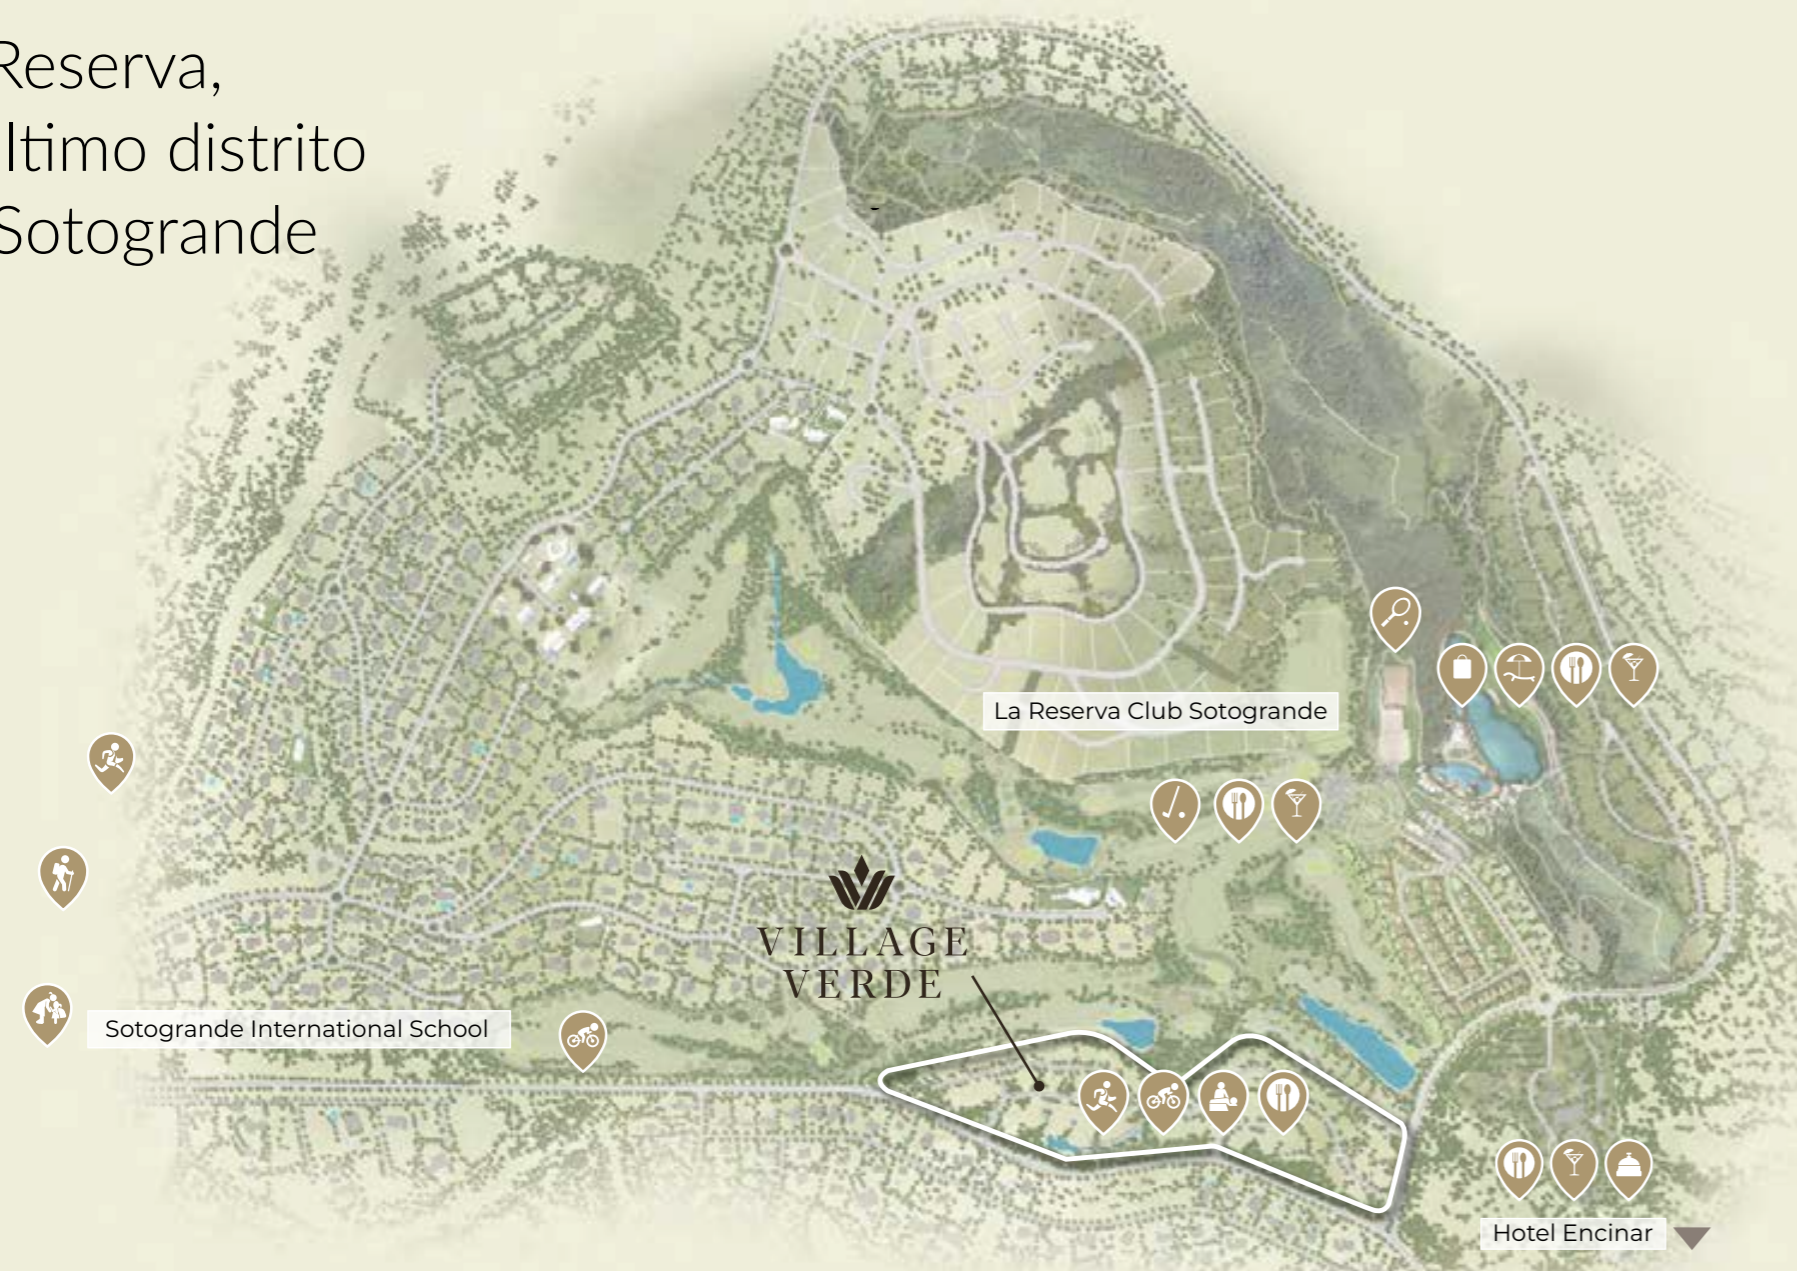 Reserva,
ltimo distrito
Sotogrande
La Reserva Club Sotogrande
VILLAGE
VERDE
Sotogrande International School
Hotel Encinar